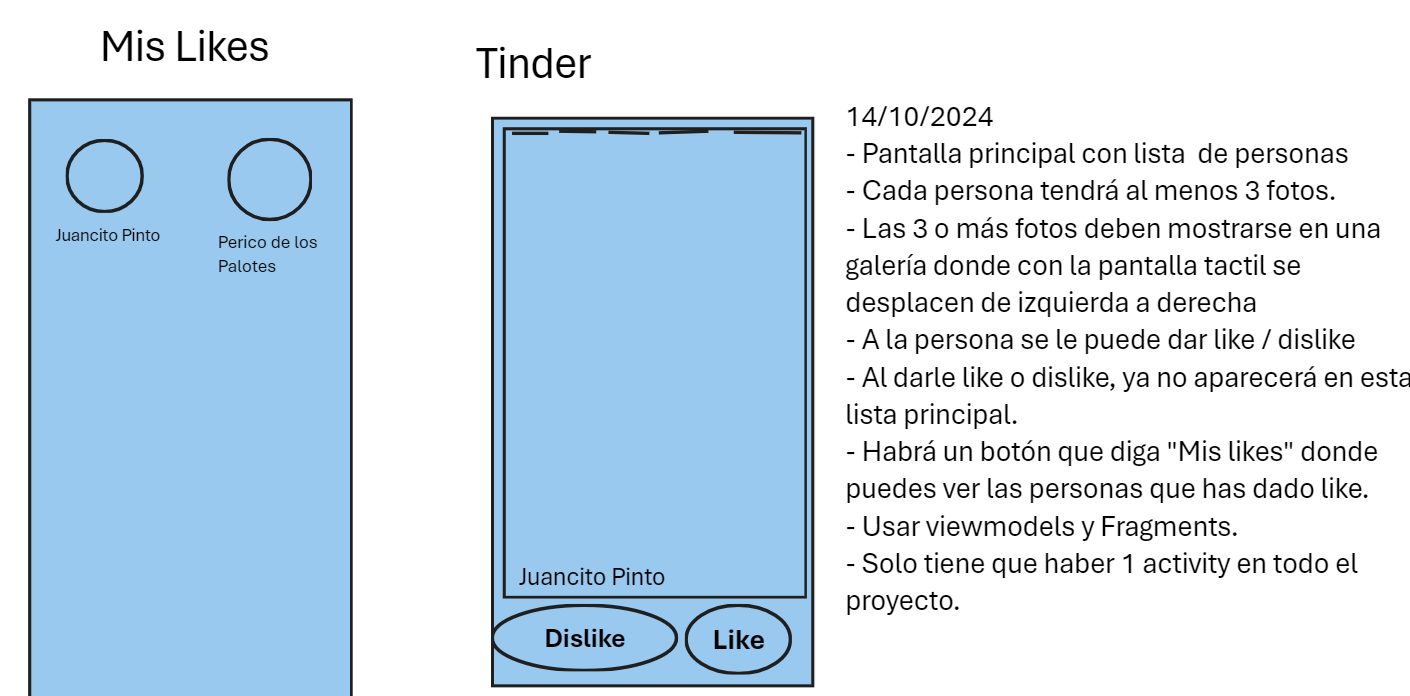 Mis Likes
Juancito Pinto
Perico de los
Palotes
Tinder
Juancito Pinto
Dislike
Like
14/10/2024
- Pantalla principal con lista  de personas
- Cada persona tendrá al menos 3 fotos.
- Las 3 o más fotos deben mostrarse en una
galería donde con la pantalla tactil se
desplacen de izquierda a derecha
- A la persona se le puede dar like / dislike
- Al darle like o dislike, ya no aparecerá en esta
lista principal.
- Habrá un botón que diga "Mis likes" donde
puedes ver las personas que has dado like.
- Usar viewmodels y Fragments.
- Solo tiene que haber 1 activity en todo el
proyecto.